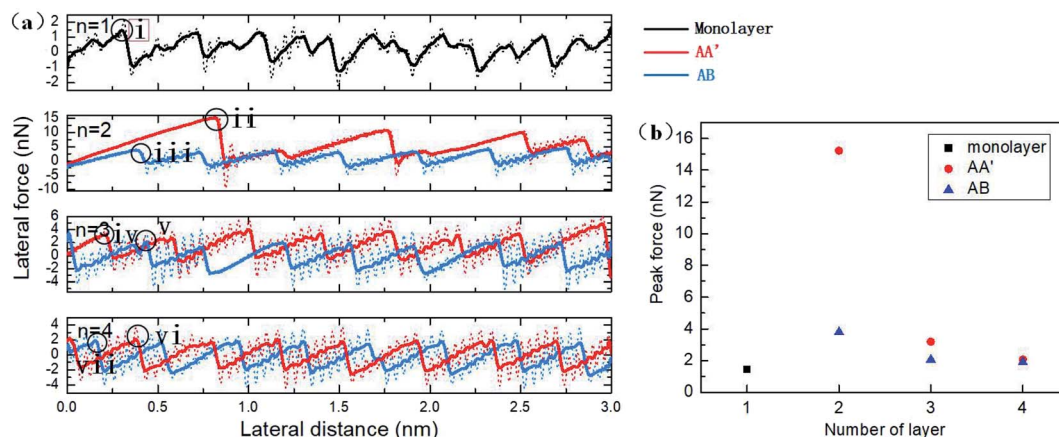 (a)
n=1
i
2
1
0
-1
-2
Monolayer
AA'
AB
n=2
ii
iii
15
10
5
0
-5
-10
n=3
iv
v
6
4
2
0
-2
-4
n=4
vi
vii
4
2
0
-2
-4
Lateral force (nN)
0.0 0.5 1.0 1.5 2.0 2.5 3.0
Lateral distance (nm)
(b)
monolayer
AA'
AB
16
14
12
10
8
6
4
2
0
Peak force (nN)
1 2 3 4
Number of layer